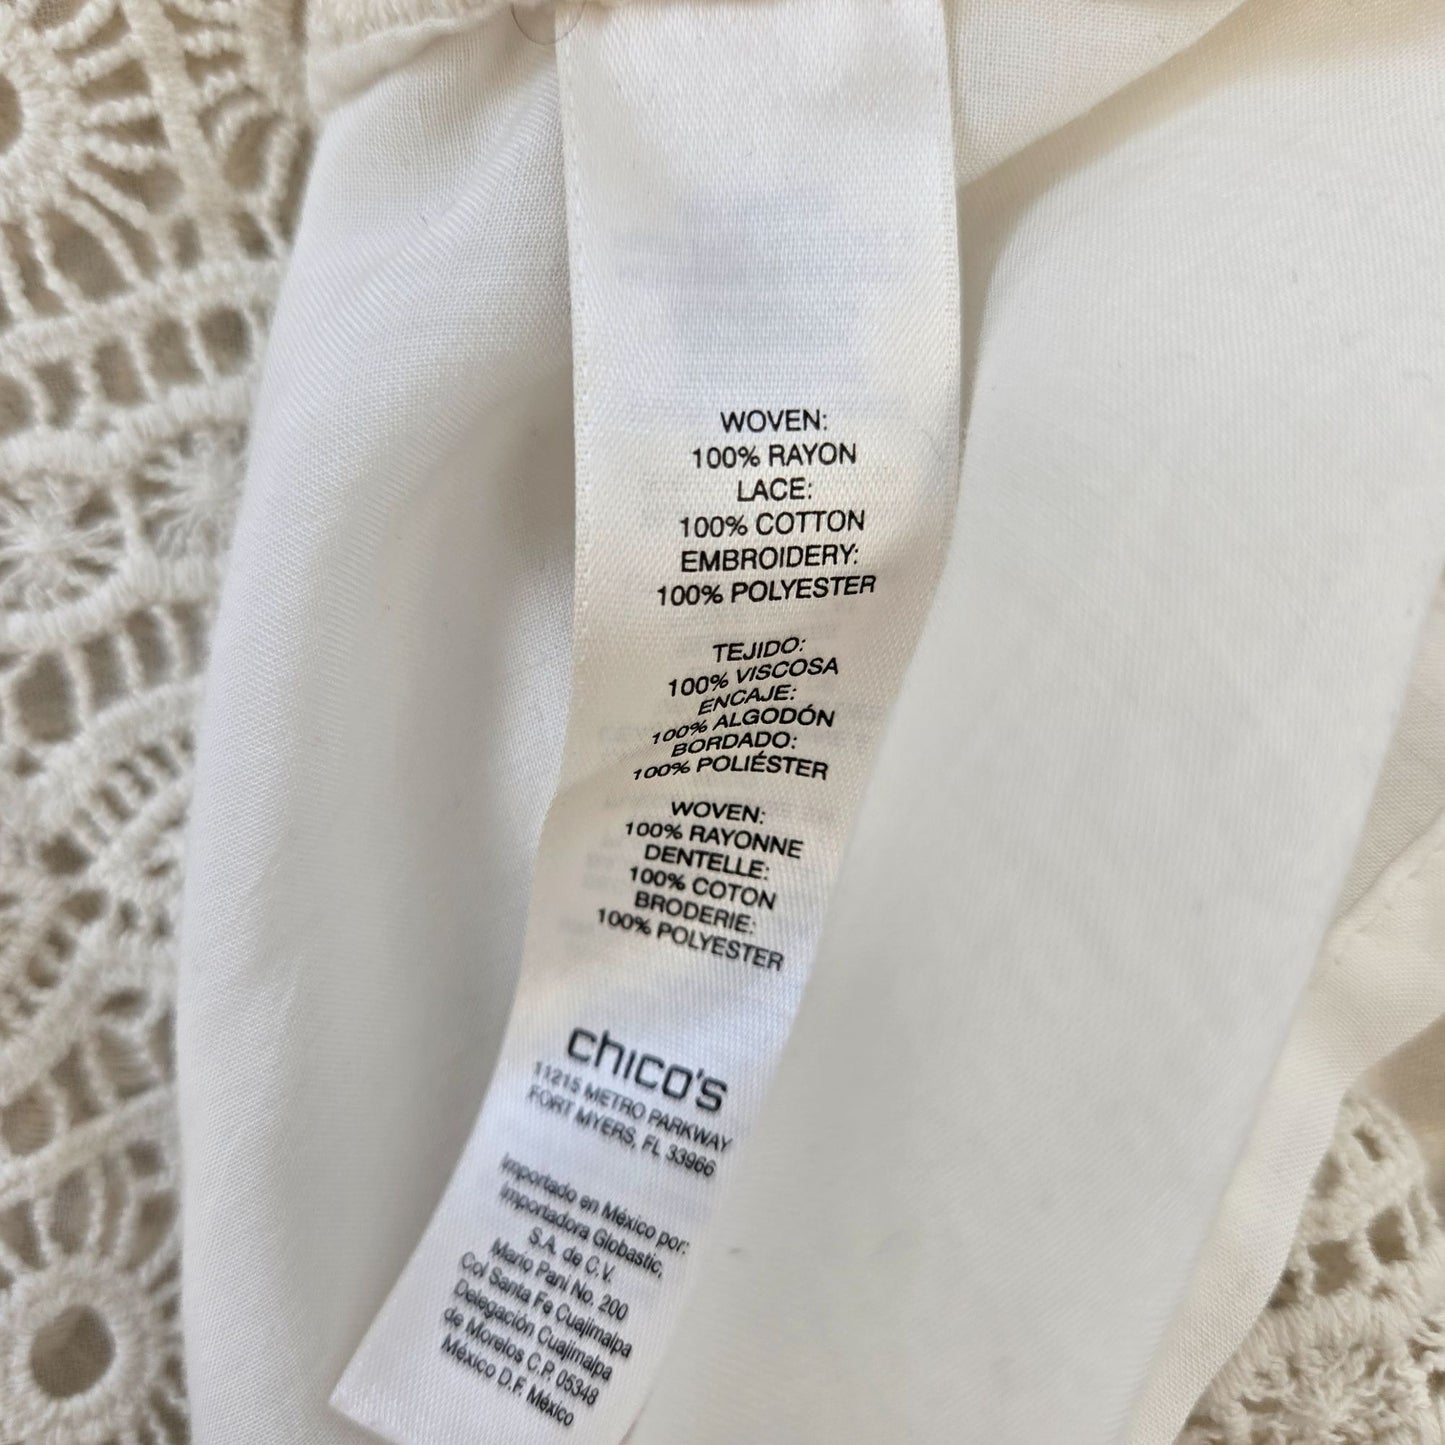 WOVEN:
100% RAYON
LACE:
100% COTTON
EMBROIDERY:
100% POLYESTER
TEJIDO:
100% VISCOSA
ENCAJE:
100% ALGODÓN
BORDADO:
100% POLIÉSTER
WOVEN:
100% RAYONNE
DENTELLE:
100% COTON
BRODERIE:
100% POLYESTER
chico's
11215 METRO PARKWAY
FORT MYERS, FL 33966
Importado en México por:
Importadora Globastic,
S.A. de C.V.
Mario Pani No. 200
Col Santa Fe Cuajimalpa
Delegación Cuajimalpa
de Morelos C.P. 05348
México D.F. México